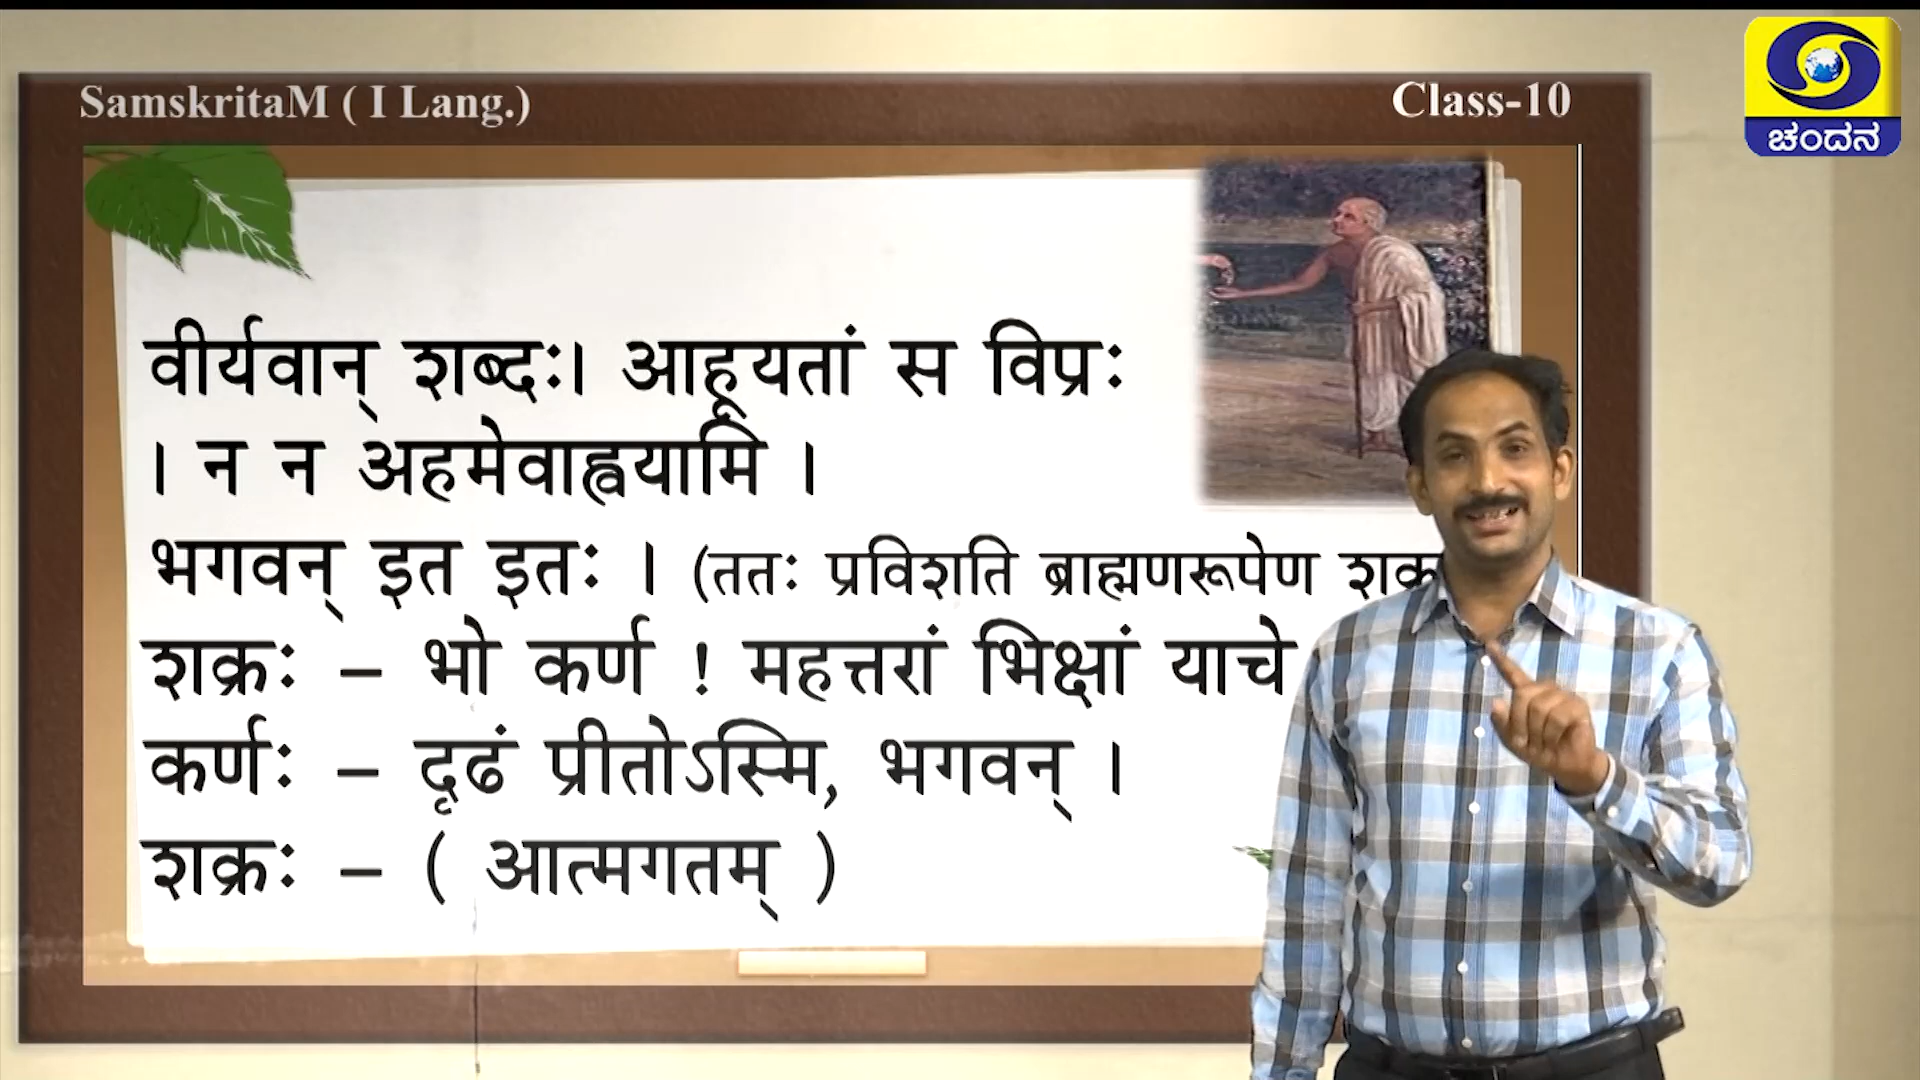 SamskritaM ( I Lang.)
Class-10
ಚಂದನ
वीर्यवान् शब्दः। आहूयतां स विप्रः
। न न अहमेवाह्वयामि ।
भगवन् इत इतः । (ततः प्रविशति ब्राह्मणरूपेण
शक्रः – भो कर्ण ! महत्तरां भिक्षां याचे
कर्णः – दृढं प्रीतोऽस्मि, भगवन् ।
शक्रः – ( आत्मगतम् )